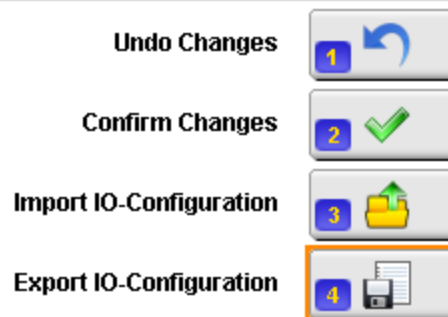 Undo Changes 1
Confirm Changes 2
Import IO-Configuration 3
Export IO-Configuration 4